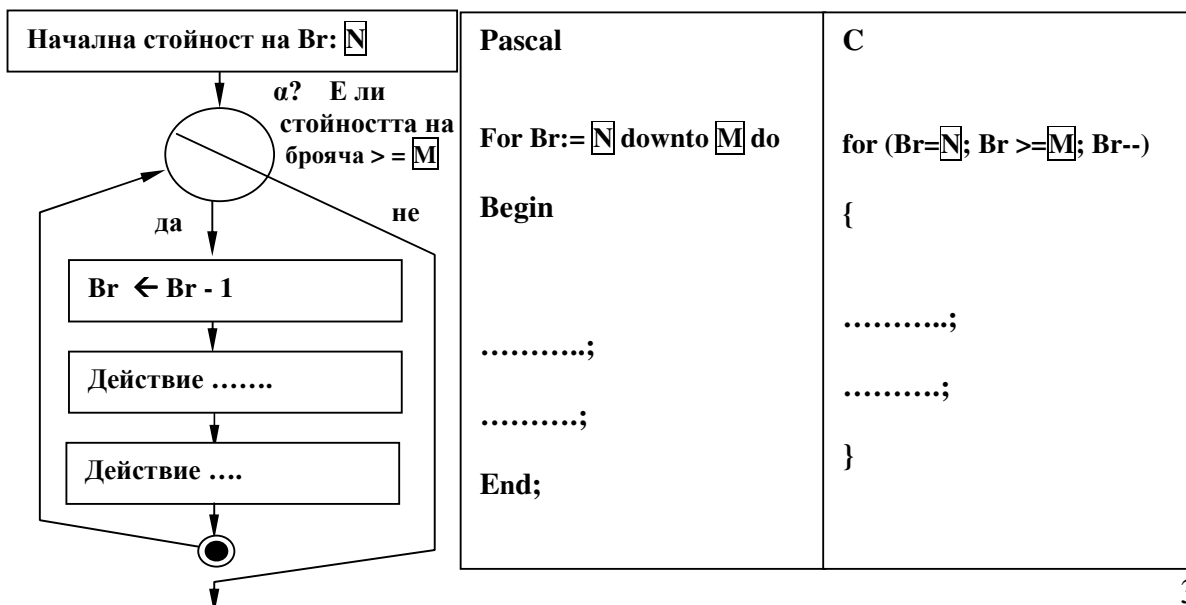 Начална стойност на Br: N
α? Е ли
стойността на
брояча > = M
да
не
Br ← Br - 1
Действие …….
Действие ….
Pascal
For Br:= N downto M do
Begin
………..;
……….;
End;
C
for (Br=N; Br >=M; Br--)
{
………..;
……….;
}